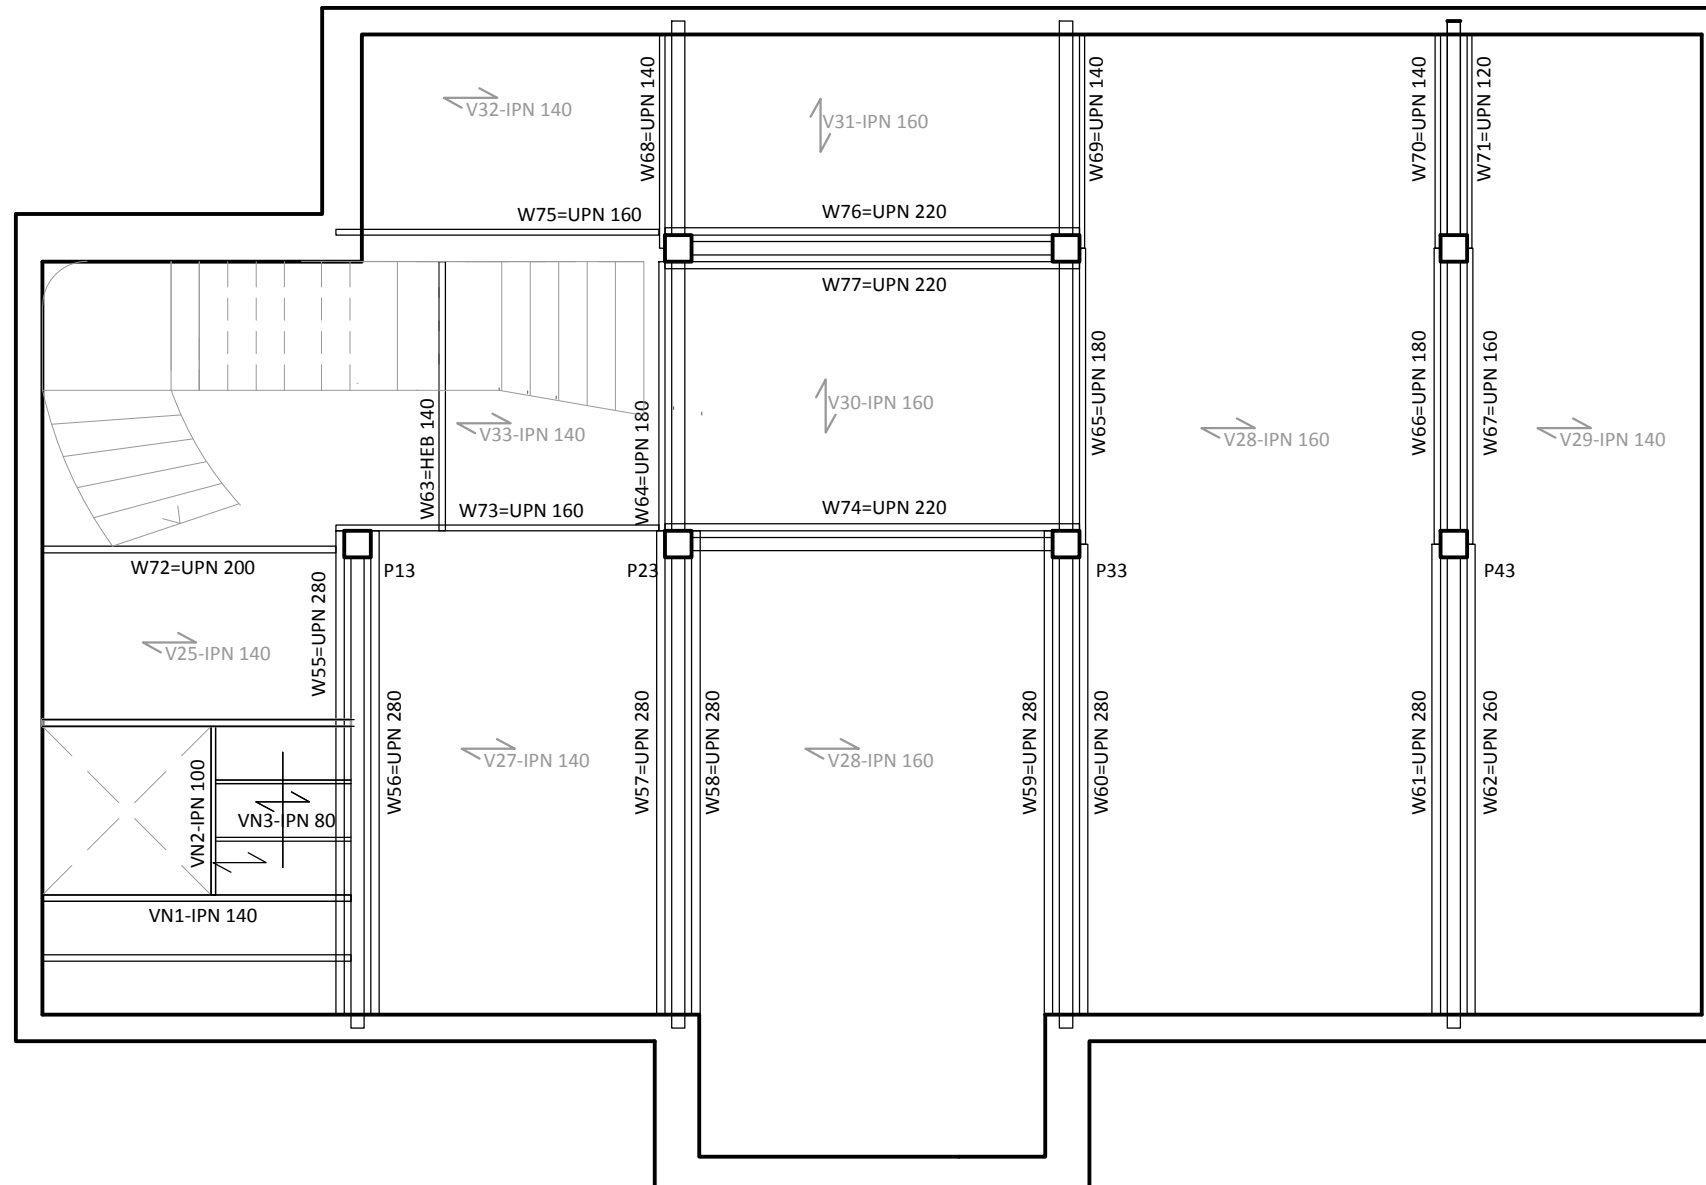 V32-IPN 140
W68=UPN 140
V31-IPN 160
W69=UPN 140
W70=UPN 140
W71=UPN 120
W75=UPN 160
W76=UPN 220
W77=UPN 220
W63=HEB 140
V33-IPN 140
W64=UPN 180
V30-IPN 160
W65=UPN 180
V28-IPN 160
W66=UPN 180
W67=UPN 160
V29-IPN 140
W73=UPN 160
W74=UPN 220
W72=UPN 200
P13
P23
P33
P43
W55=UPN 280
V25-IPN 140
W56=UPN 280
V27-IPN 140
W57=UPN 280
W58=UPN 280
V28-IPN 160
W59=UPN 280
W60=UPN 280
W61=UPN 280
W62=UPN 260
VN2-IPN 100
VN3-IPN 80
VN1-IPN 140